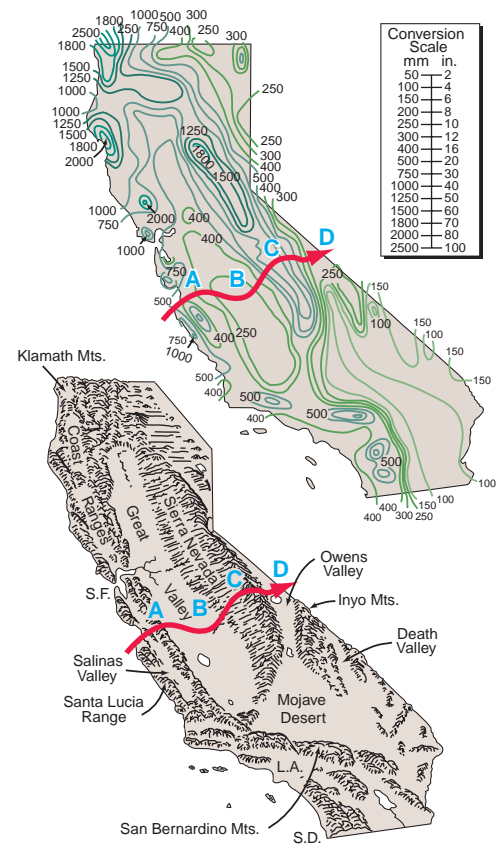 2500 1800 250 1000 500 300
1800 750 400 250 300
1500
1250
1000
250
1000
1250
1500
1800
2000
1250
1800
1500
250
300
400
500
400 300
1000
750
2000
400
400
1000
750
A
B
C
D
250
150
100
500
750
1000
400 250
150
100
150
150
150
500
400
500
400
500
500
100
400 400 300 250 150 100
Conversion
Scale
mm in.
50 2
100 4
150 6
200 8
250 10
300 12
400 16
500 20
750 30
1000 40
1250 50
1500 60
1800 70
2000 80
2500 100
Klamath Mts.
Coast
Ranges
Great
Valley
Sierra Nevada
S.F.
A
B
C
D
Owens
Valley
Inyo Mts.
Death
Valley
Salinas
Valley
Santa Lucia
Range
Mojave
Desert
L.A.
San Bernardino Mts.
S.D.